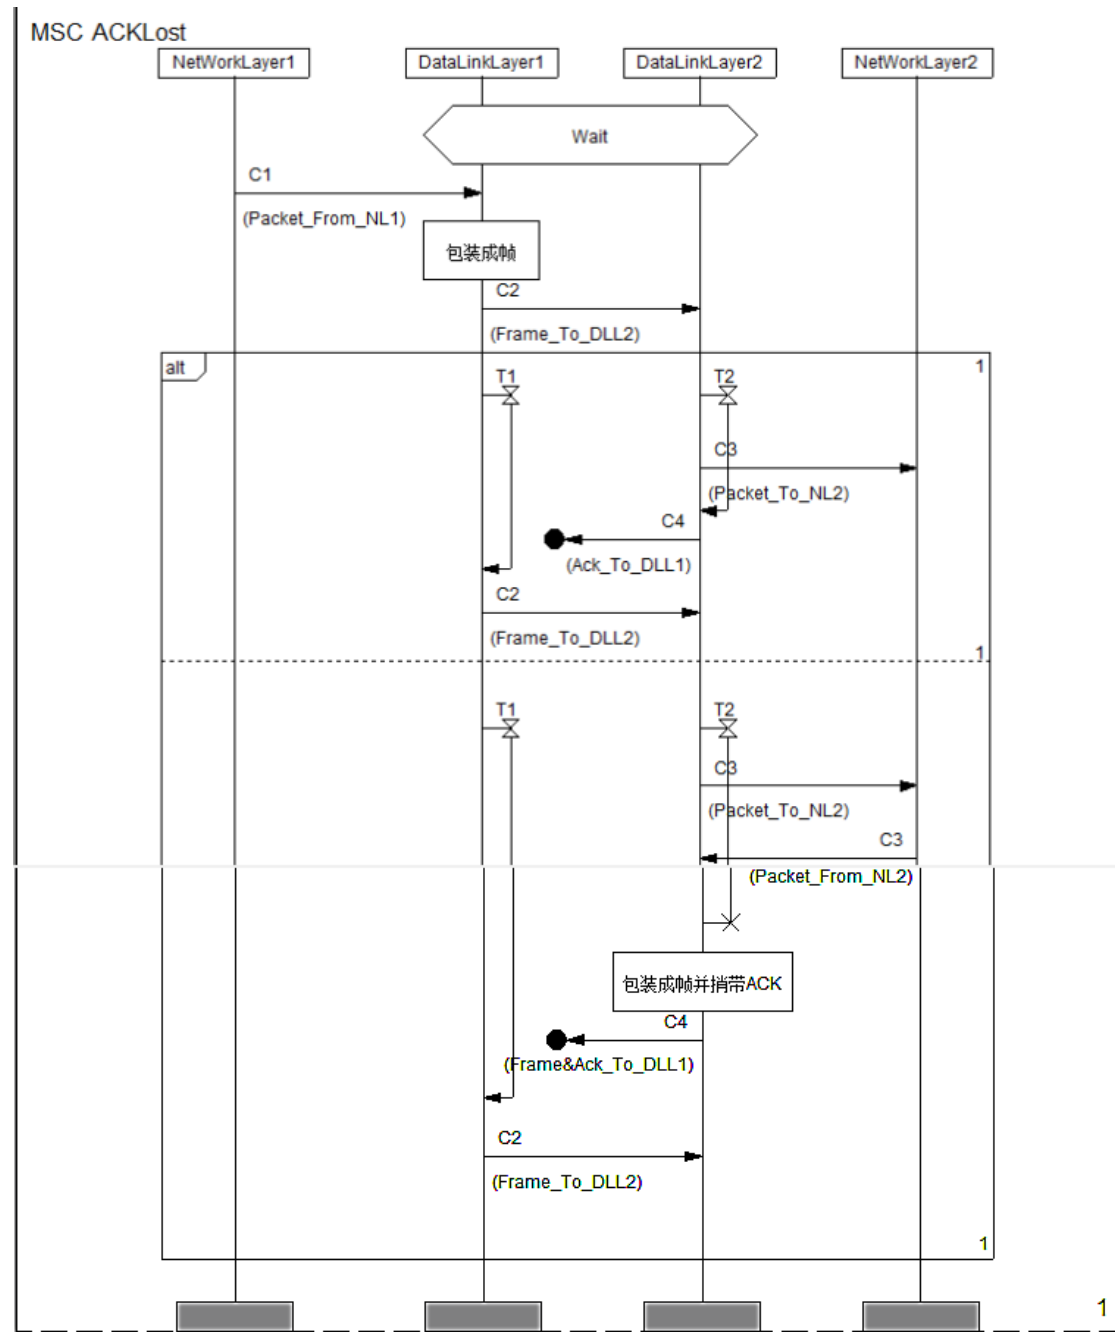 MSC ACKLost
NetWorkLayer1 DataLinkLayer1 DataLinkLayer2 NetWorkLayer2
Wait
C1
(Packet_From_NL1)
包装成帧
C2
(Frame_To_DLL2)
alt 1
T1 T2
C3
(Packet_To_NL2)
C4
(Ack_To_DLL1)
C2
(Frame_To_DLL2)
1
T1 T2
C3
(Packet_To_NL2)
C3
(Packet_From_NL2)
包装成帧并捎带ACK
C4
(Frame&Ack_To_DLL1)
C2
(Frame_To_DLL2)
1
1